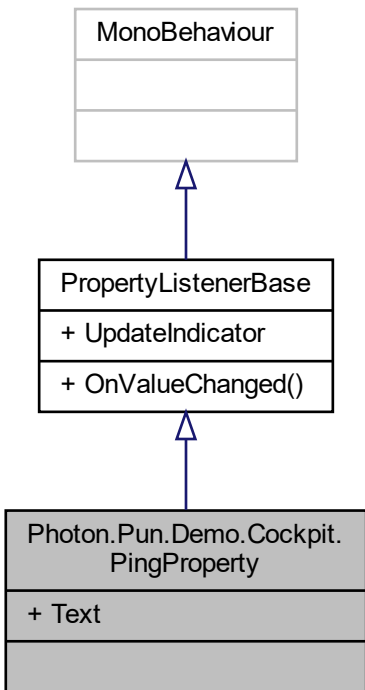 MonoBehaviour
PropertyListenerBase
+ UpdateIndicator
+ OnValueChanged()
Photon.Pun.Demo.Cockpit.
PingProperty
+ Text